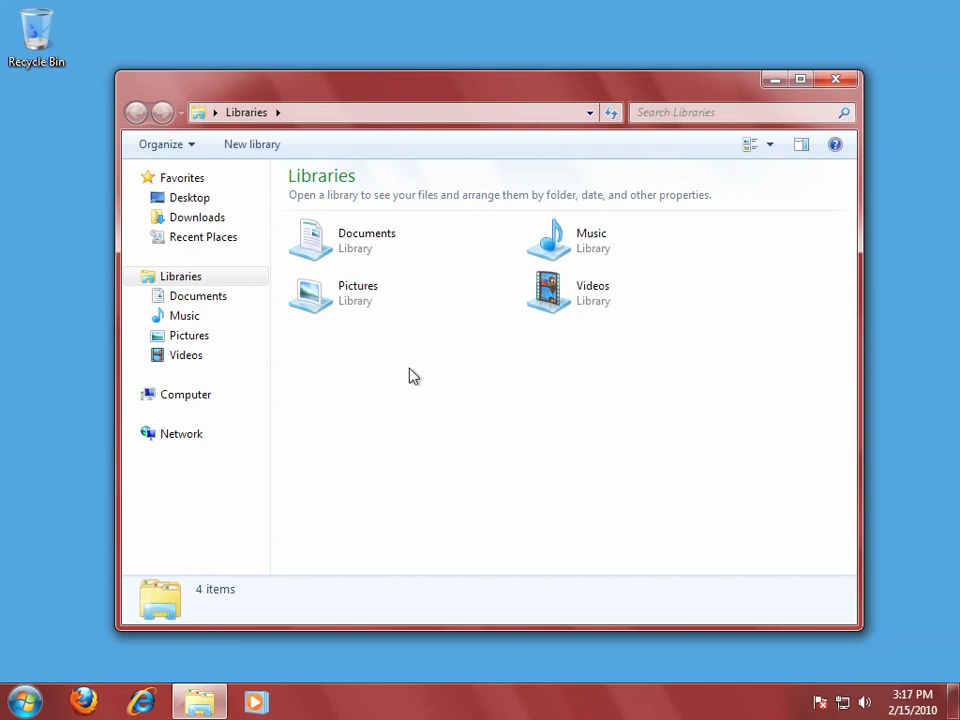 Recycle Bin
Libraries
Search Libraries
Organize
New library
Favorites
Desktop
Downloads
Recent Places
Libraries
Documents
Music
Pictures
Videos
Computer
Network
Libraries
Open a library to see your files and arrange them by folder, date, and other properties.
Documents
Library
Music
Library
Pictures
Library
Videos
Library
4 items
3:17 PM
2/15/2010